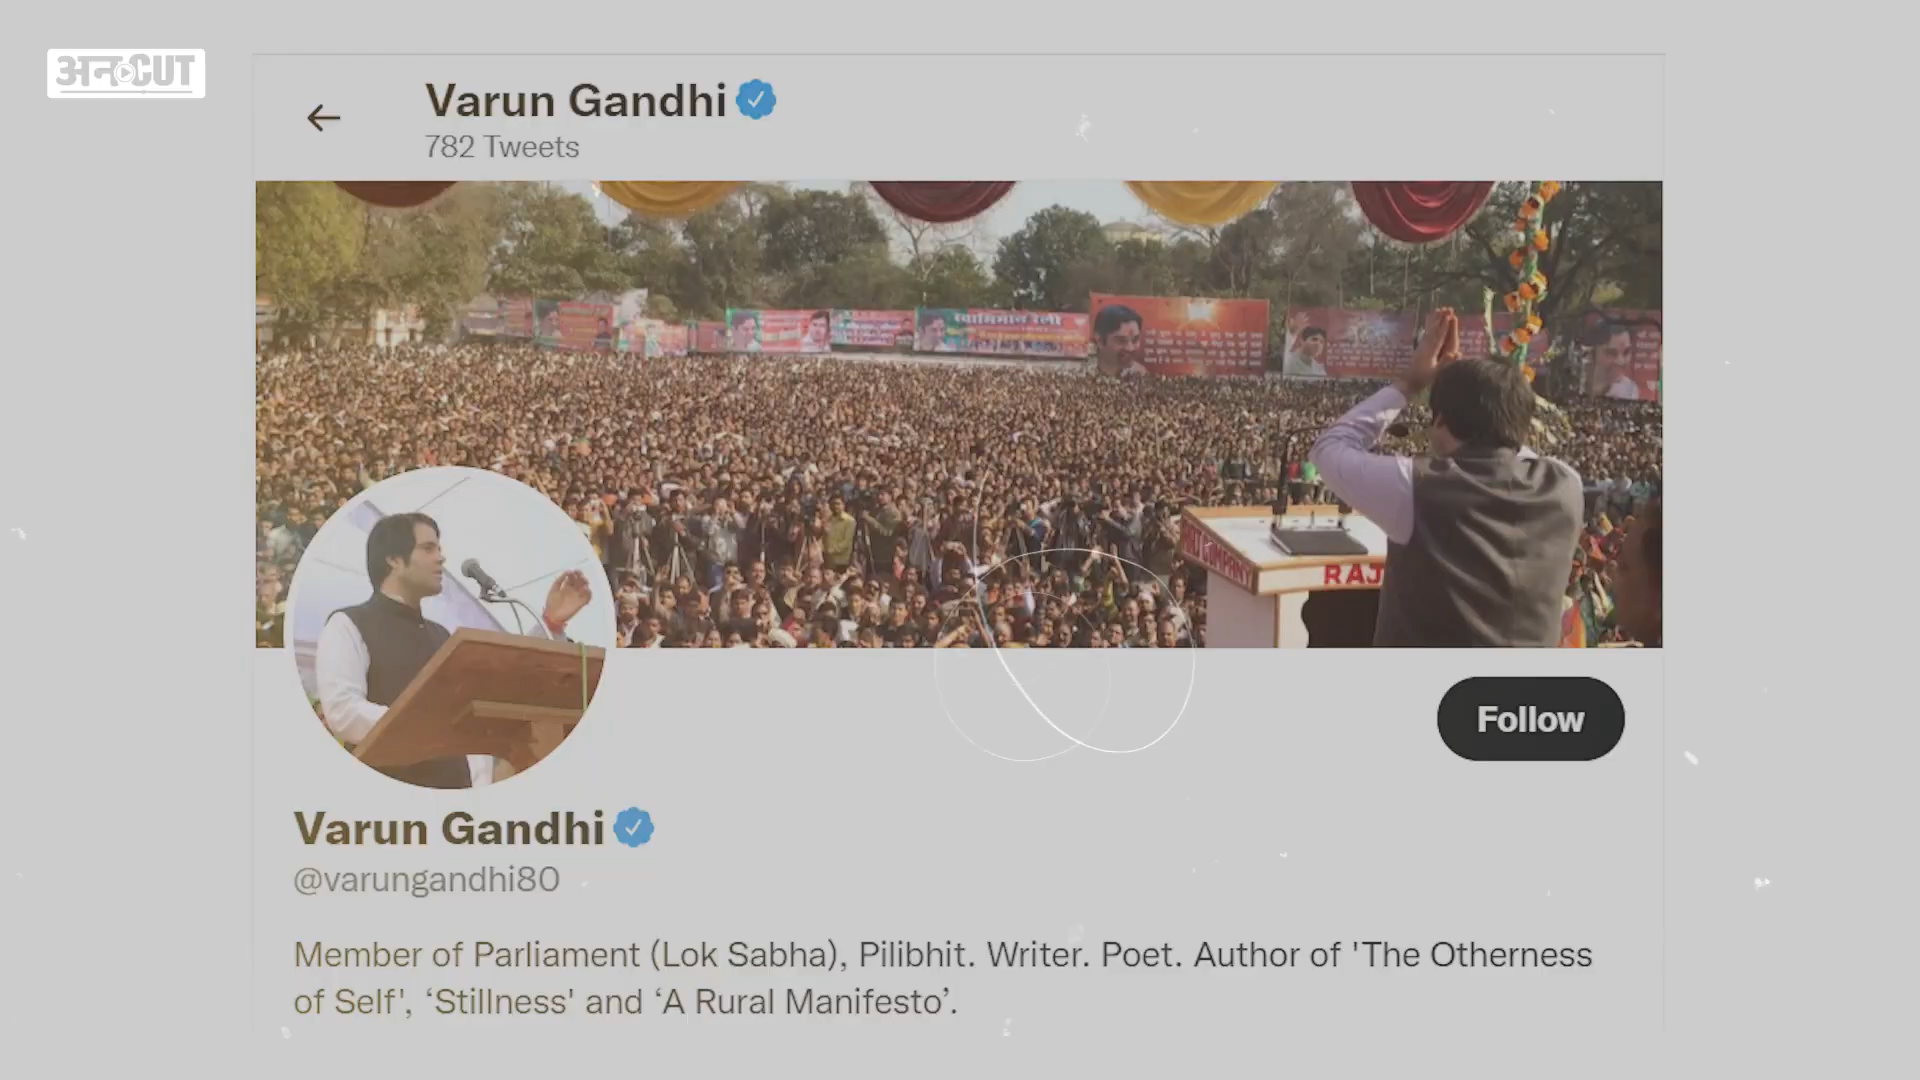 अनCUT
Varun Gandhi
782 Tweets
स्वाभिमान रैली
RAJ
Follow
Varun Gandhi
@varungandhi80
Member of Parliament (Lok Sabha), Pilibhit. Writer. Poet. Author of 'The Otherness
of Self', ‘Stillness' and ‘A Rural Manifesto’.